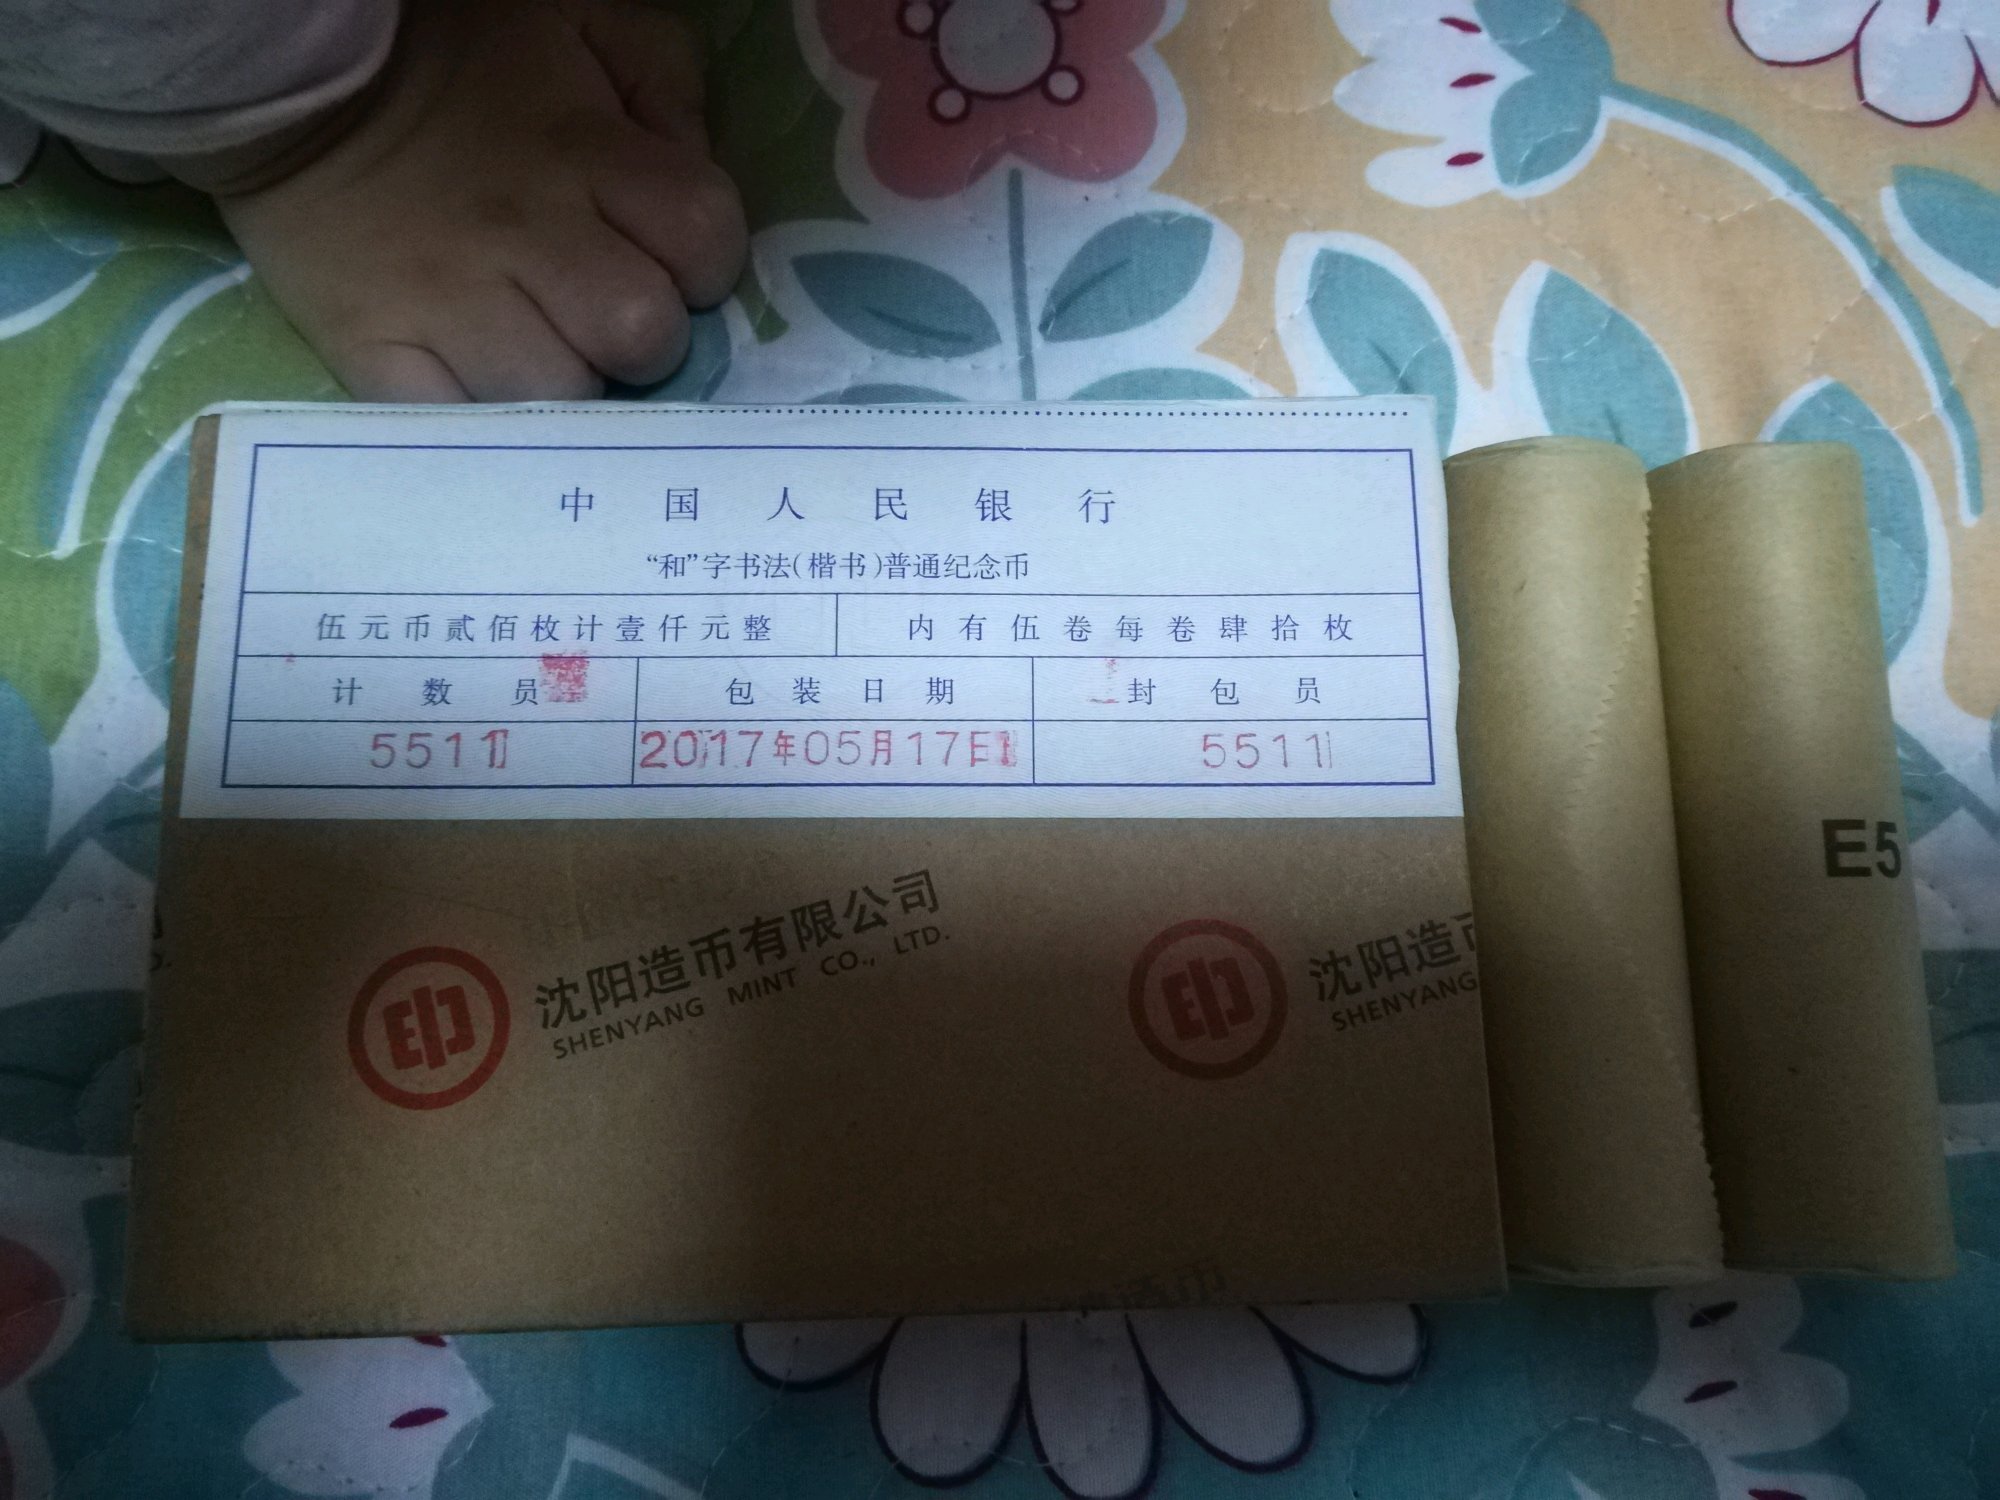 中国人民银行
“和”字书法(楷书)普通纪念币
伍元币贰佰枚计壹仟元整 内有伍卷每卷肆拾枚
计数员 包装日期 封包员
5511 2017年05月17日 5511
E5
沈阳造币有限公司
SHENYANG MINT CO., LTD.
沈阳造币
SHENYANG